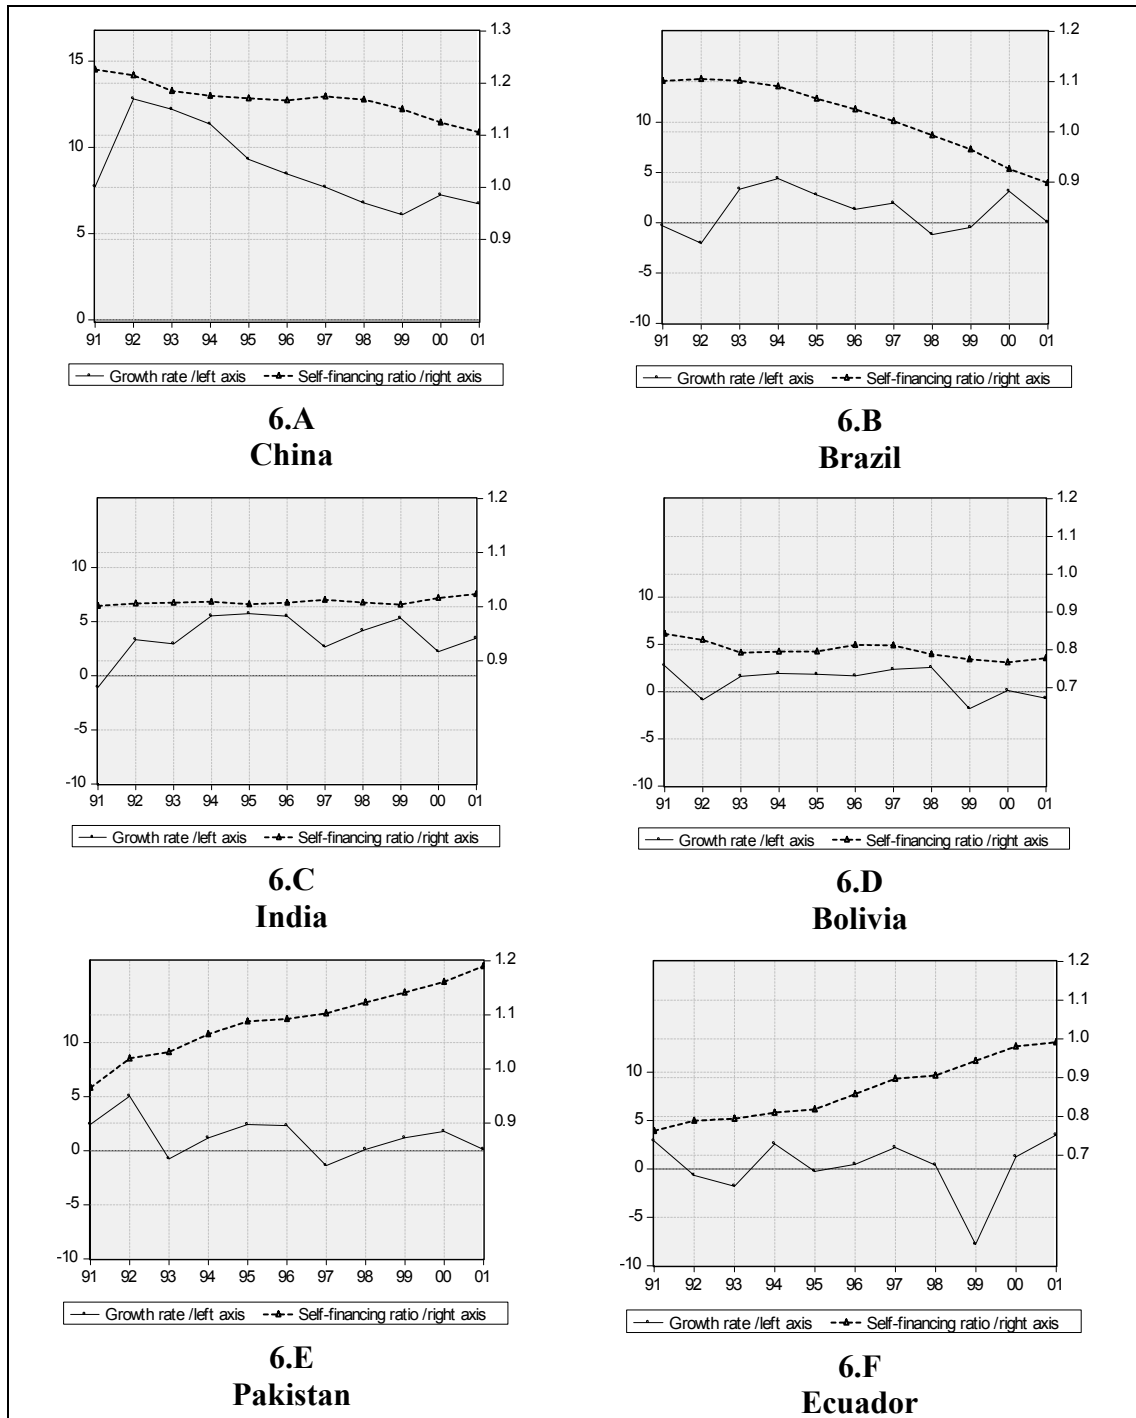 1.3
15
1.2
10
1.1
1.0
5
0.9
0
91 92 93 94 95 96 97 98 99 00 01
Growth rate /left axis Self-financing ratio /right axis
6.A
China
1.2
1.1
10
1.0
5
0.9
0
-5
-10
91 92 93 94 95 96 97 98 99 00 01
Growth rate /left axis Self-financing ratio /right axis
6.B
Brazil
1.2
1.1
10
1.0
5
0.9
0
-5
-10
91 92 93 94 95 96 97 98 99 00 01
Growth rate /left axis Self-financing ratio /right axis
6.C
India
1.2
1.1
1.0
10
0.9
5
0.8
0.7
0
-5
-10
91 92 93 94 95 96 97 98 99 00 01
Growth rate /left axis Self-financing ratio /right axis
6.D
Bolivia
1.2
1.1
10
1.0
5
0.9
0
-5
-10
91 92 93 94 95 96 97 98 99 00 01
Growth rate /left axis Self-financing ratio /right axis
6.E
Pakistan
1.2
1.1
1.0
10
0.9
5
0.8
0.7
0
-5
-10
91 92 93 94 95 96 97 98 99 00 01
Growth rate /left axis Self-financing ratio /right axis
6.F
Ecuador